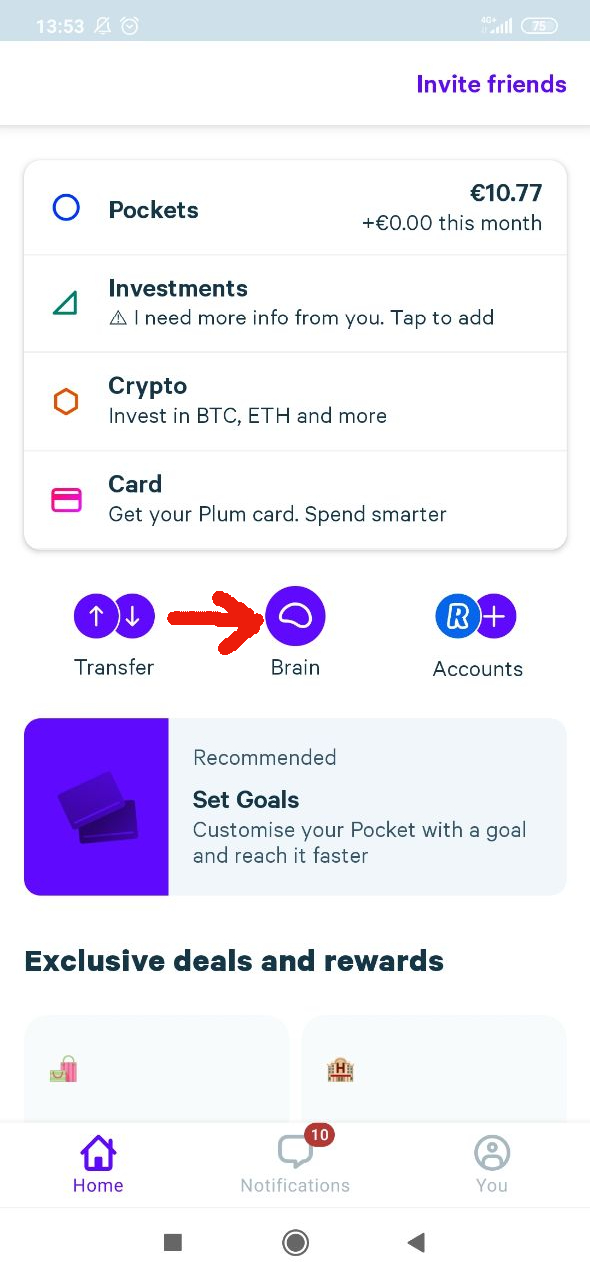 13:53
4G+
75
Invite friends
Pockets
€10.77
+€0.00 this month
Investments
⚠ I need more info from you. Tap to add
Crypto
Invest in BTC, ETH and more
Card
Get your Plum card. Spend smarter
R
Transfer
Brain
Accounts
Recommended
Set Goals
Customise your Pocket with a goal
and reach it faster
Exclusive deals and rewards
H
10
Home
Notifications
You